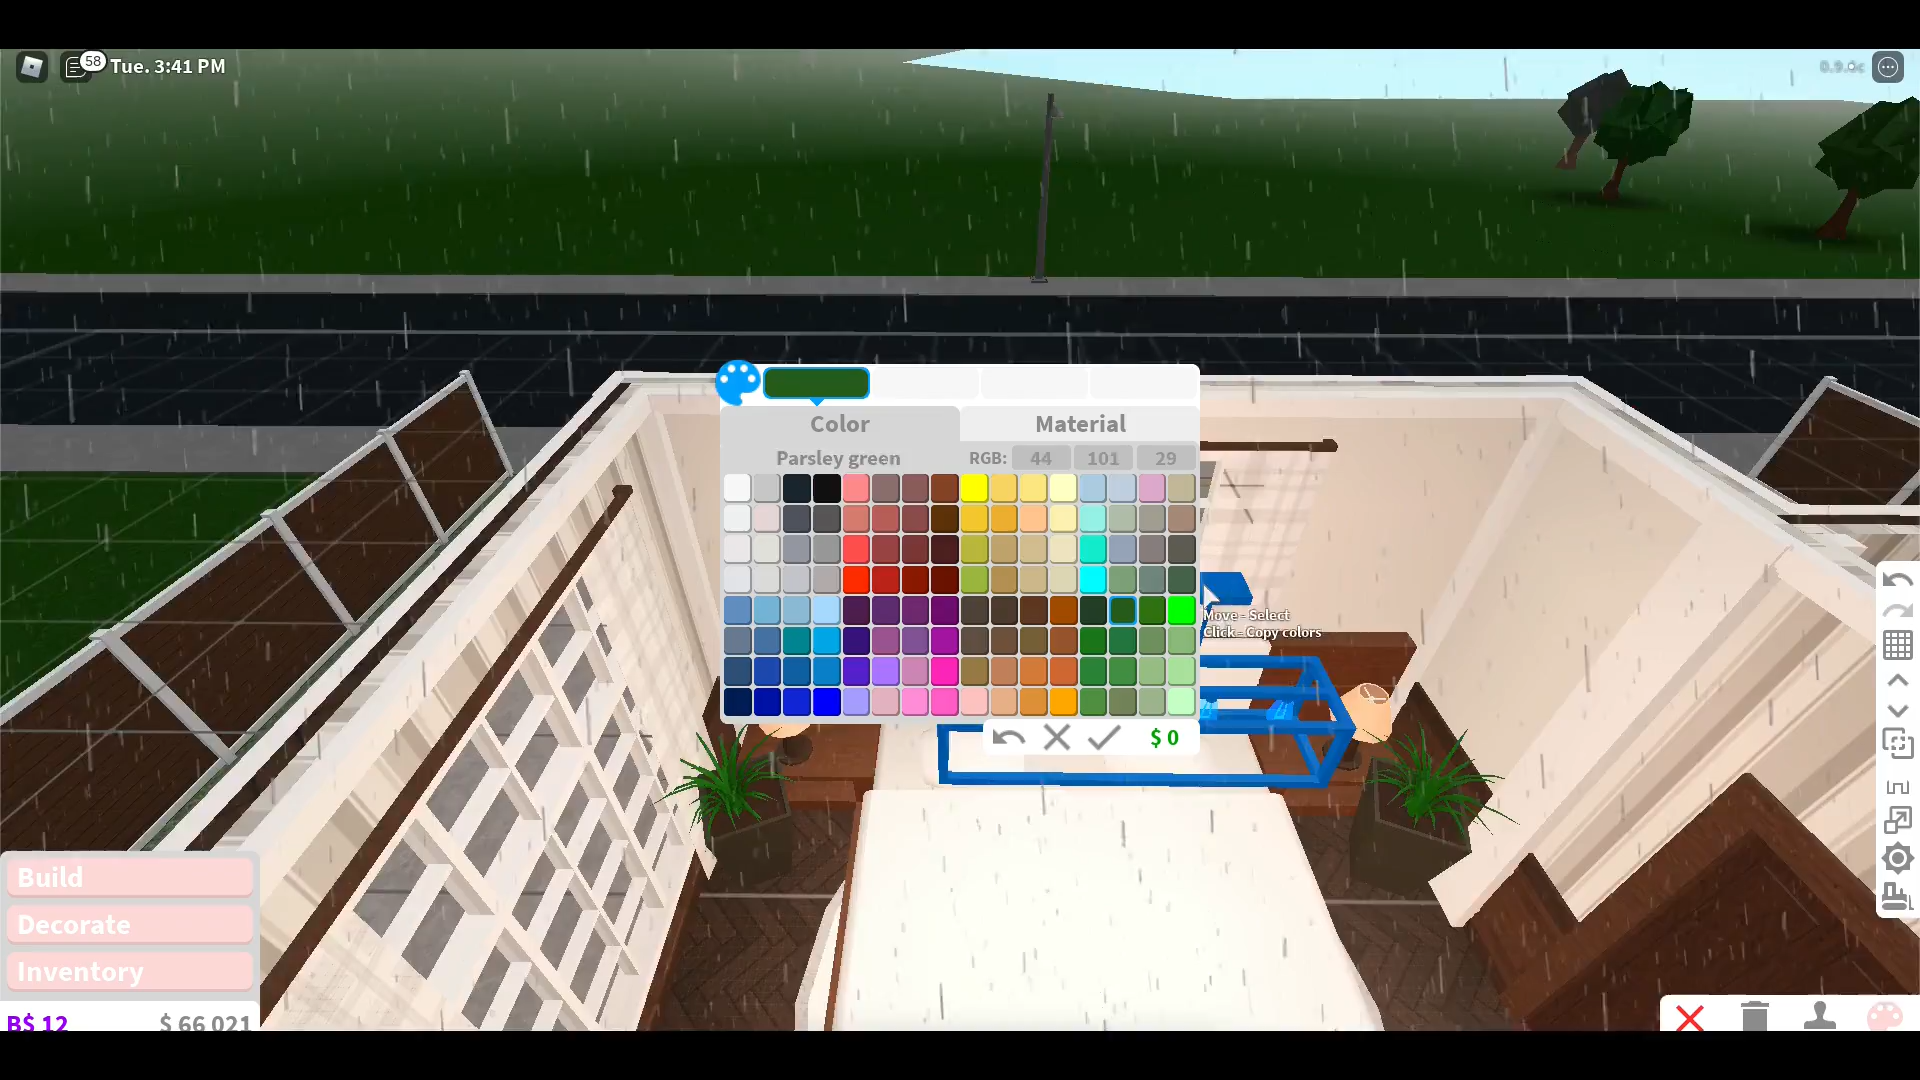 58 Tue. 3:41 PM
Color
Material
Parsley green
RGB: 44 101 29
Move - Select
Click - Copy colors
$ 0
Build
Decorate
Inventory
B$ 12
$ 66 021